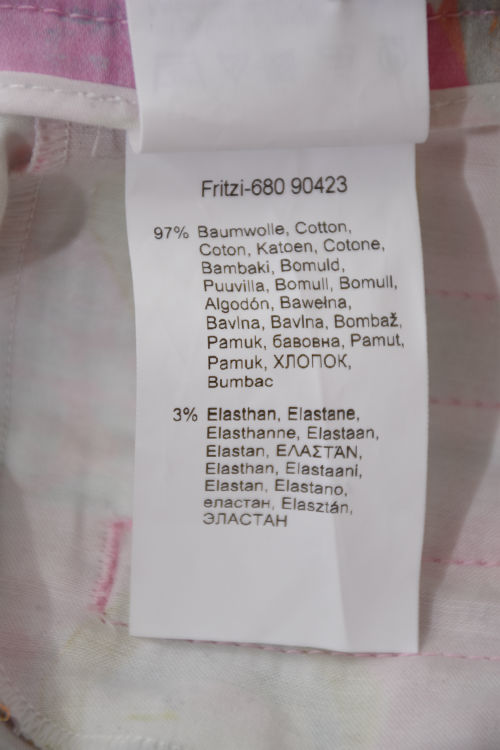 Fritzi-680 90423
97% Baumwolle, Cotton,
Coton, Katoen, Cotone,
Bambaki, Bomuld,
Puuvilla, Bomull, Bomull,
Algodón, Bawełna,
Bavlna, Bavlna, Bombaž,
Pamuk, бавовна, Pamut,
Pamuk, ХЛОПОК,
Bumbac
3% Elasthan, Elastane,
Elasthanne, Elastaan,
Elastan, ΕΛΑΣΤΆΝ,
Elasthan, Elastaani,
Elastan, Elastano,
еластан, Elasztán,
ЭЛАСТАН